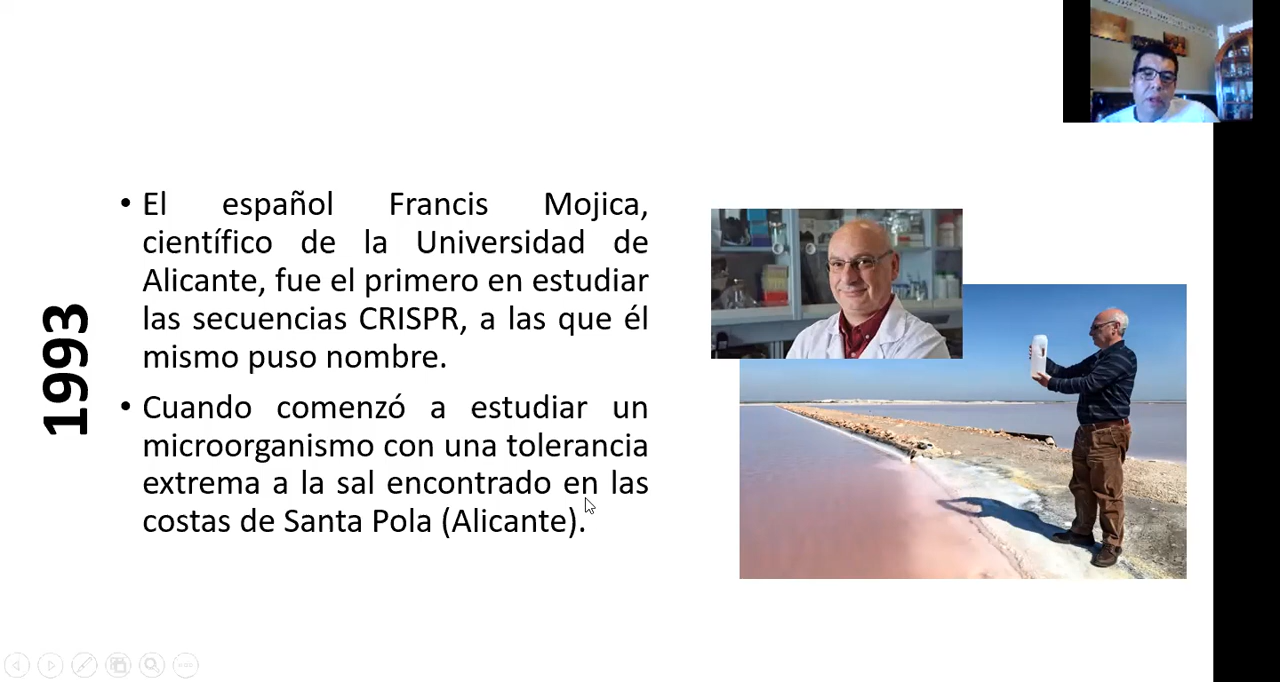 1993
• El español Francis Mojica,
científico de la Universidad de
Alicante, fue el primero en estudiar
las secuencias CRISPR, a las que él
mismo puso nombre.
• Cuando comenzó a estudiar un
microorganismo con una tolerancia
extrema a la sal encontrado en las
costas de Santa Pola (Alicante).